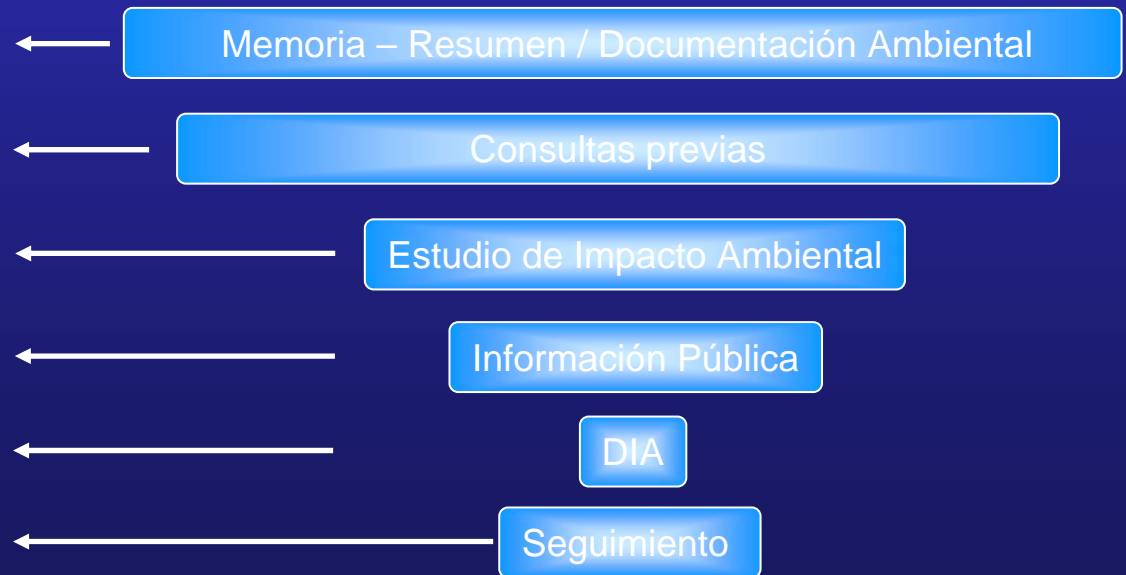 Memoria – Resumen / Documentación Ambiental
Consultas previas
Estudio de Impacto Ambiental
Información Pública
DIA
Seguimiento